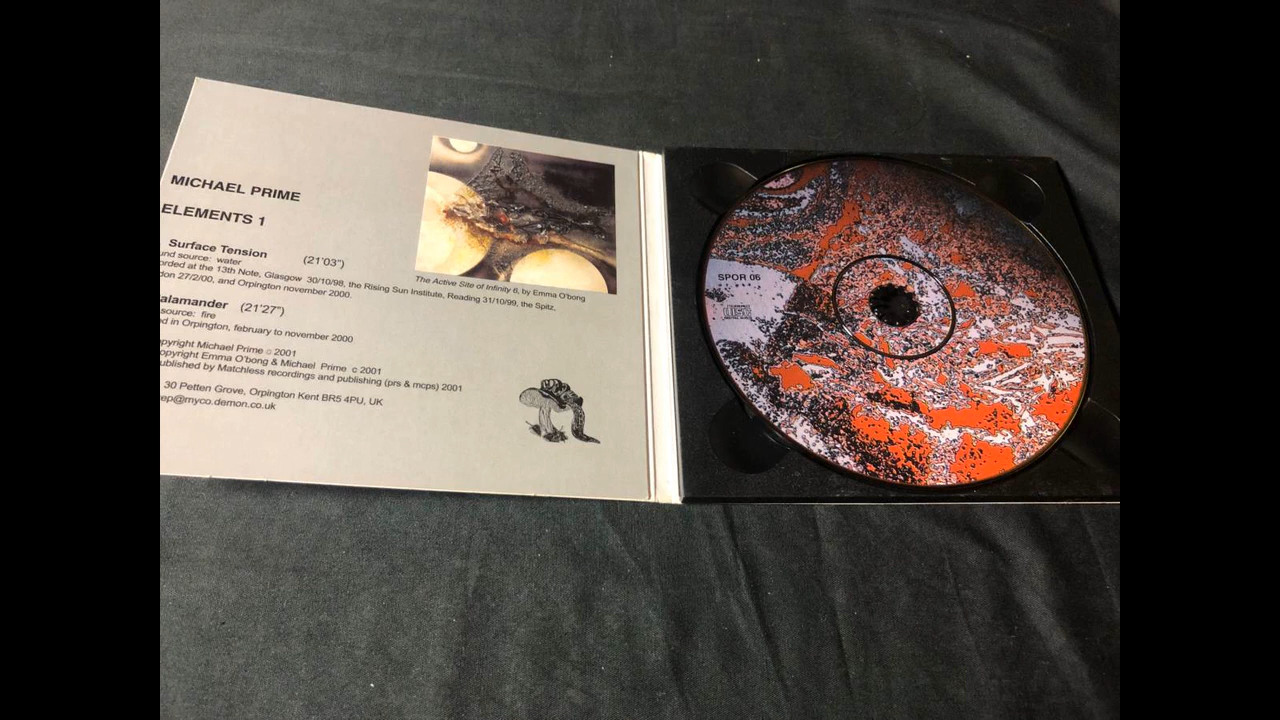 MICHAEL PRIME
ELEMENTS 1
Surface Tension (21'03")
und source: water
orded at the 13th Note, Glasgow 30/10/98, the Rising Sun Institute, Reading 31/10/99, the Spitz,
don 27/2/00, and Orpington november 2000.
alamander (21'27")
source: fire
ed in Orpington, february to november 2000
opyright Michael Prime © 2001
opyright Emma O'bong & Michael Prime c 2001
ublished by Matchless recordings and publishing (prs & mcps) 2001
30 Petten Grove, Orpington Kent BR5 4PU, UK
ep@myco.demon.co.uk
The Active Site of Infinity 6, by Emma O'bong
SPOR 06